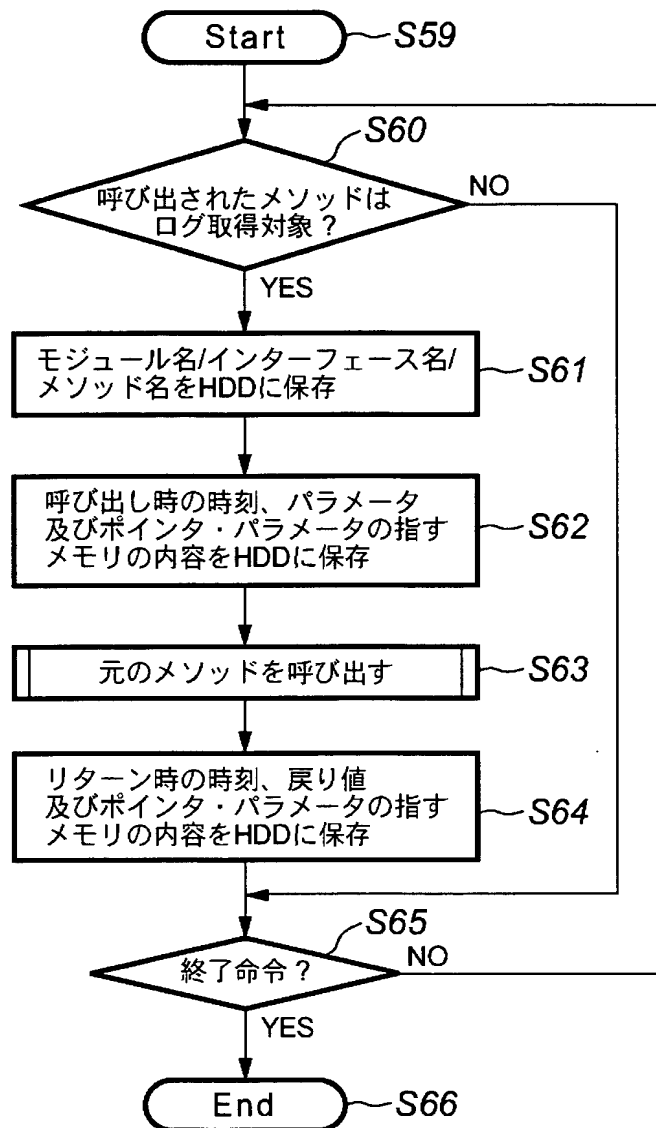 Start
S59
S60
呼び出されたメソッドは
ログ取得対象？
NO
YES
モジュール名/インターフェース名/
メソッド名をHDDに保存
S61
呼び出し時の時刻、パラメータ
及びポインタ・パラメータの指す
メモリの内容をHDDに保存
S62
元のメソッドを呼び出す
S63
リターン時の時刻、戻り値
及びポインタ・パラメータの指す
メモリの内容をHDDに保存
S64
S65
終了命令？
NO
YES
End
S66